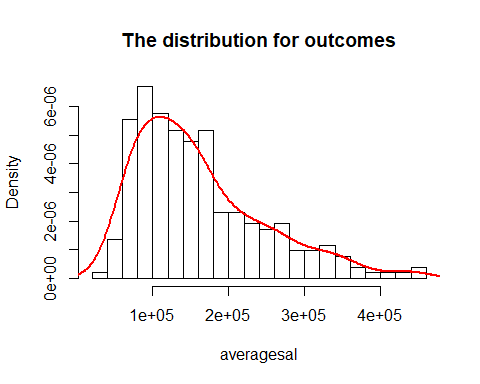 The distribution for outcomes
Density
6e-06
4e-06
2e-06
0e+00
1e+05 2e+05 3e+05 4e+05
averagesal